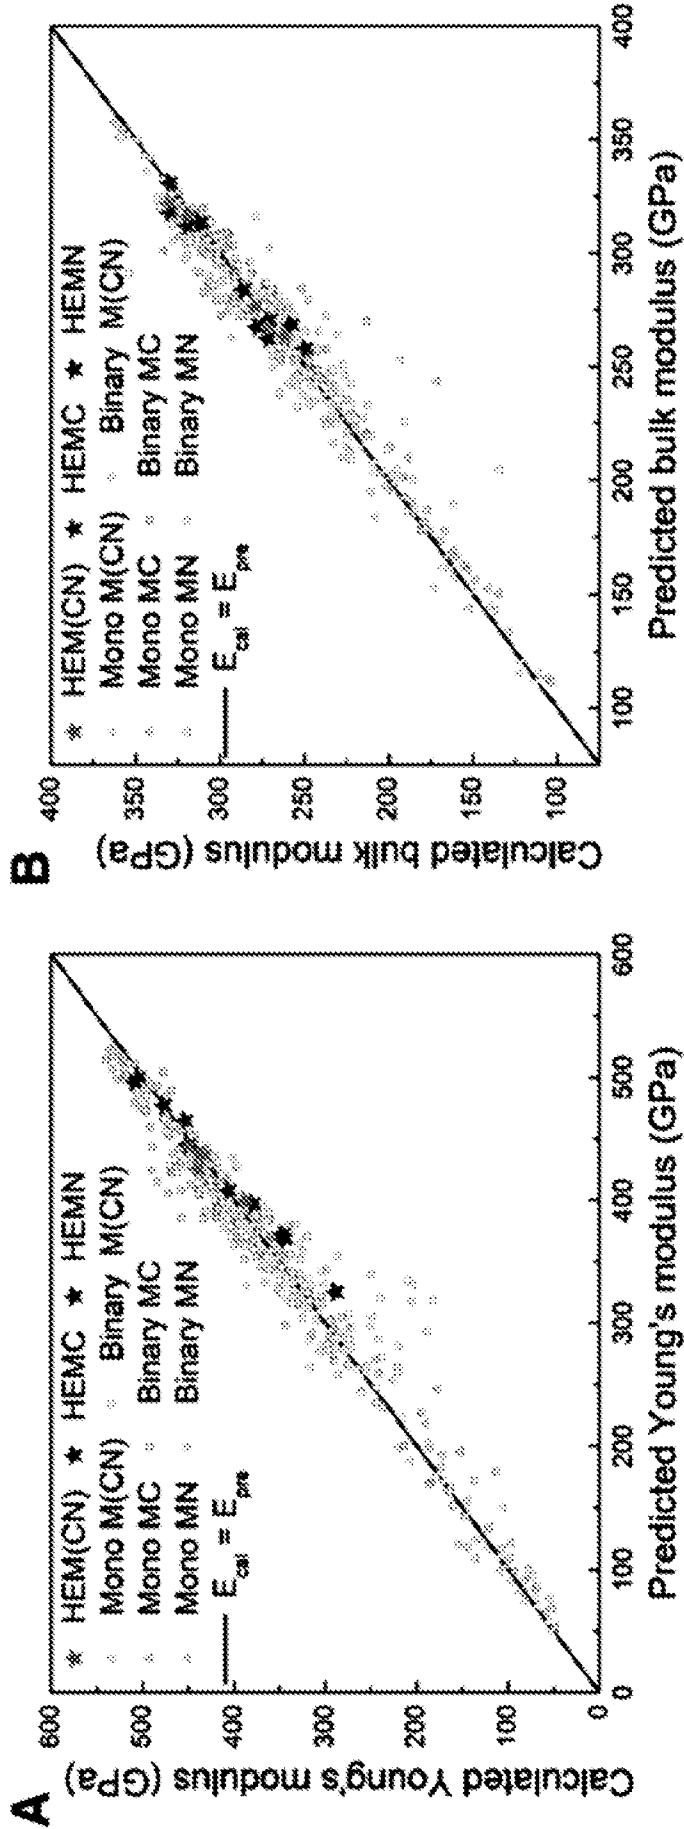 A
Calculated Young's modulus (GPa)
600
500
400
300
200
100
0
HEM(CN) HEMC HEMN
Mono M(CN) Binary M(CN)
Mono MC Binary MC
Mono MN Binary MN
E_cal = E_pre
0 100 200 300 400 500 600
Predicted Young's modulus (GPa)
B
Calculated bulk modulus (GPa)
400
350
300
250
200
150
100
HEM(CN) HEMC HEMN
Mono M(CN) Binary M(CN)
Mono MC Binary MC
Mono MN Binary MN
E_cal = E_pre
100 150 200 250 300 350 400
Predicted bulk modulus (GPa)